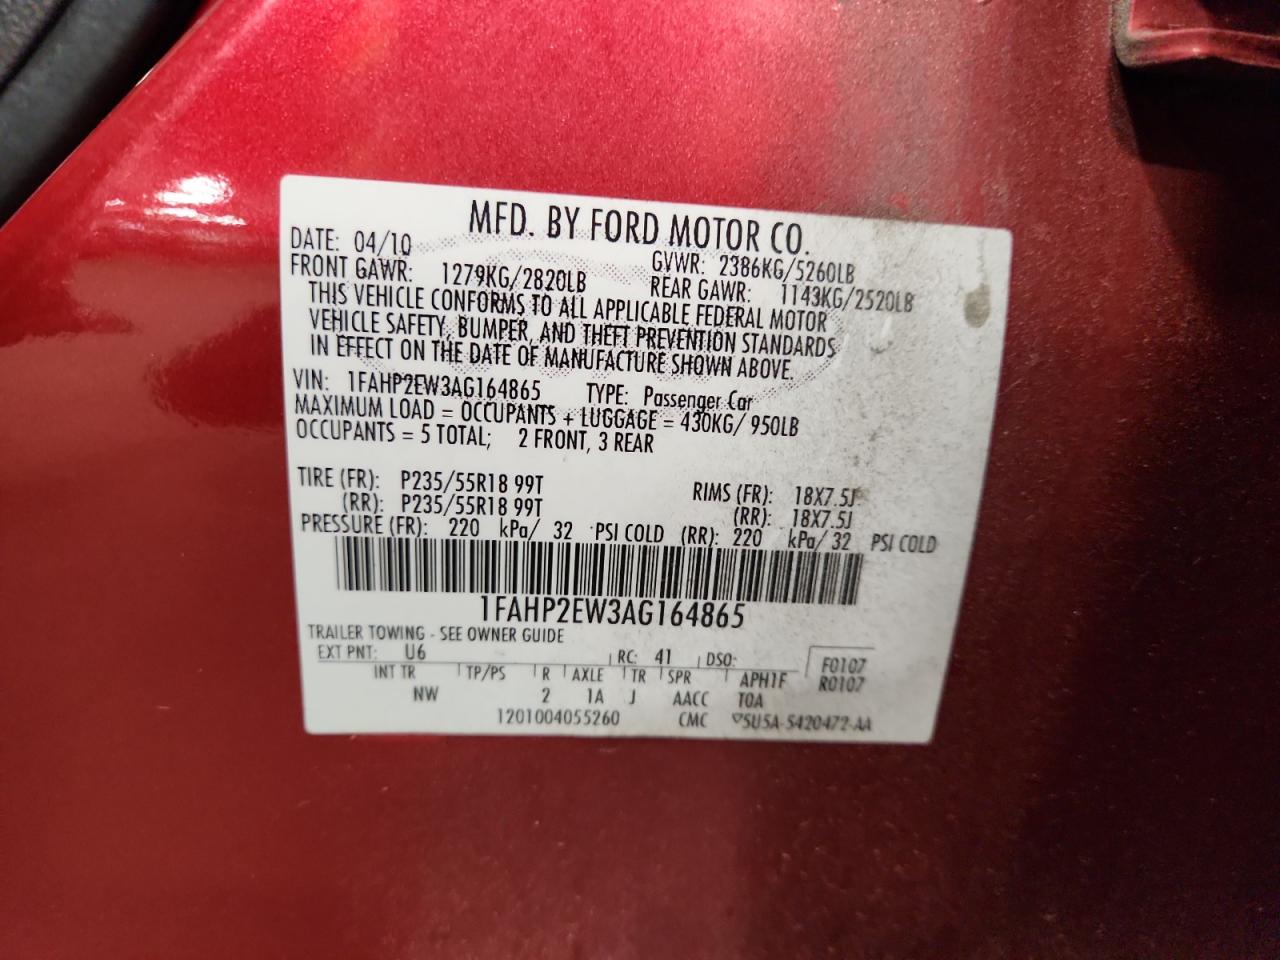 MFD. BY FORD MOTOR CO.
DATE: 04/10 GVWR: 2386KG/5260LB
FRONT GAWR: 1279KG/2820LB REAR GAWR: 1143KG/2520LB
THIS VEHICLE CONFORMS TO ALL APPLICABLE FEDERAL MOTOR
VEHICLE SAFETY, BUMPER, AND THEFT PREVENTION STANDARDS
IN EFFECT ON THE DATE OF MANUFACTURE SHOWN ABOVE.
VIN: 1FAHP2EW3AG164865 TYPE: Passenger Car
MAXIMUM LOAD = OCCUPANTS + LUGGAGE = 430KG/ 950LB
OCCUPANTS = 5 TOTAL; 2 FRONT, 3 REAR
TIRE (FR): P235/55R18 99T RIMS (FR): 18X7.5J
(RR): P235/55R18 99T (RR): 18X7.5J
PRESSURE (FR): 220 kPa/ 32 PSI COLD (RR): 220 kPa/ 32 PSI COLD
1FAHP2EW3AG164865
TRAILER TOWING - SEE OWNER GUIDE
EXT PNT: U6 RC: 41 DSO: F0107
INT TR TP/PS R AXLE TR SPR APH1F R0107
NW 2 1A J AACC TOA
1201004055260 CMC 5U5A-5420472-AA